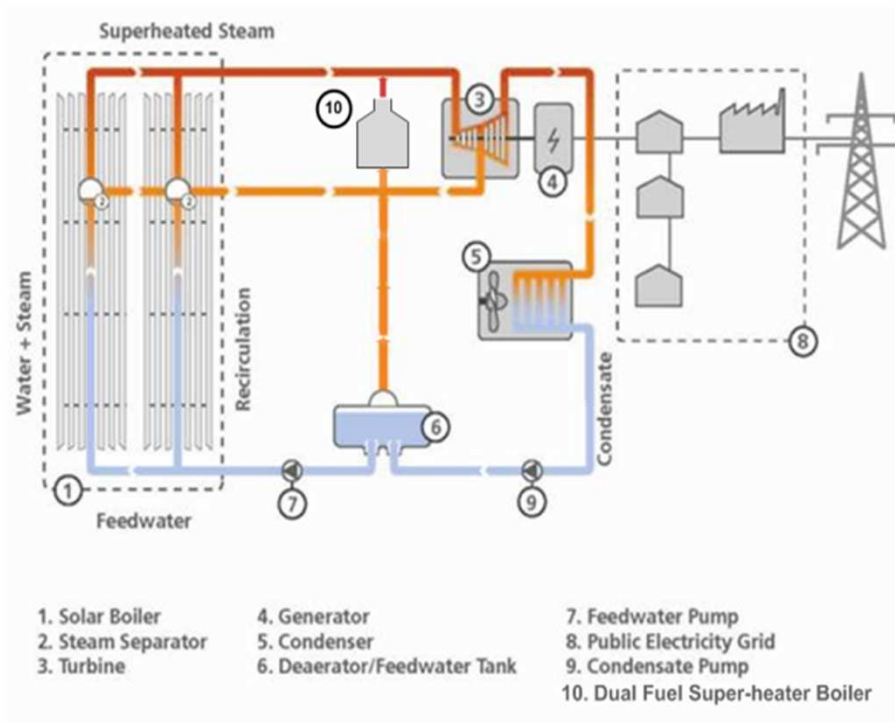 Superheated Steam
10
3
4
2
2
5
Water + Steam
Recirculation
Condensate
8
6
1
7
9
Feedwater
1. Solar Boiler
2. Steam Separator
3. Turbine
4. Generator
5. Condenser
6. Deaerator/Feedwater Tank
7. Feedwater Pump
8. Public Electricity Grid
9. Condensate Pump
10. Dual Fuel Super-heater Boiler